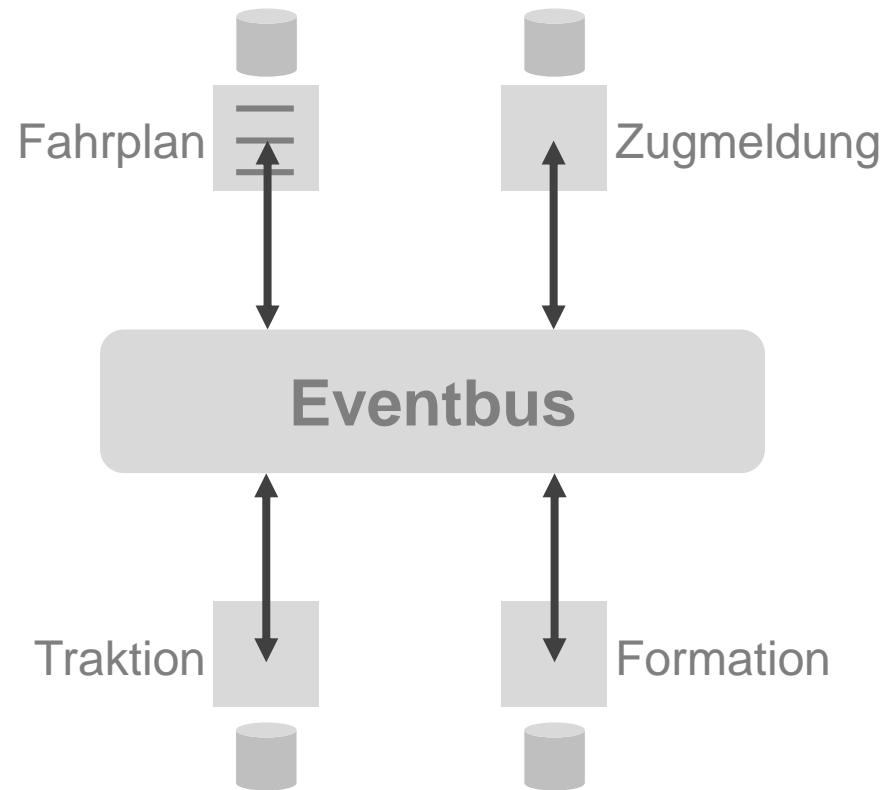 Fahrplan
Zugmeldung
Eventbus
Traktion
Formation